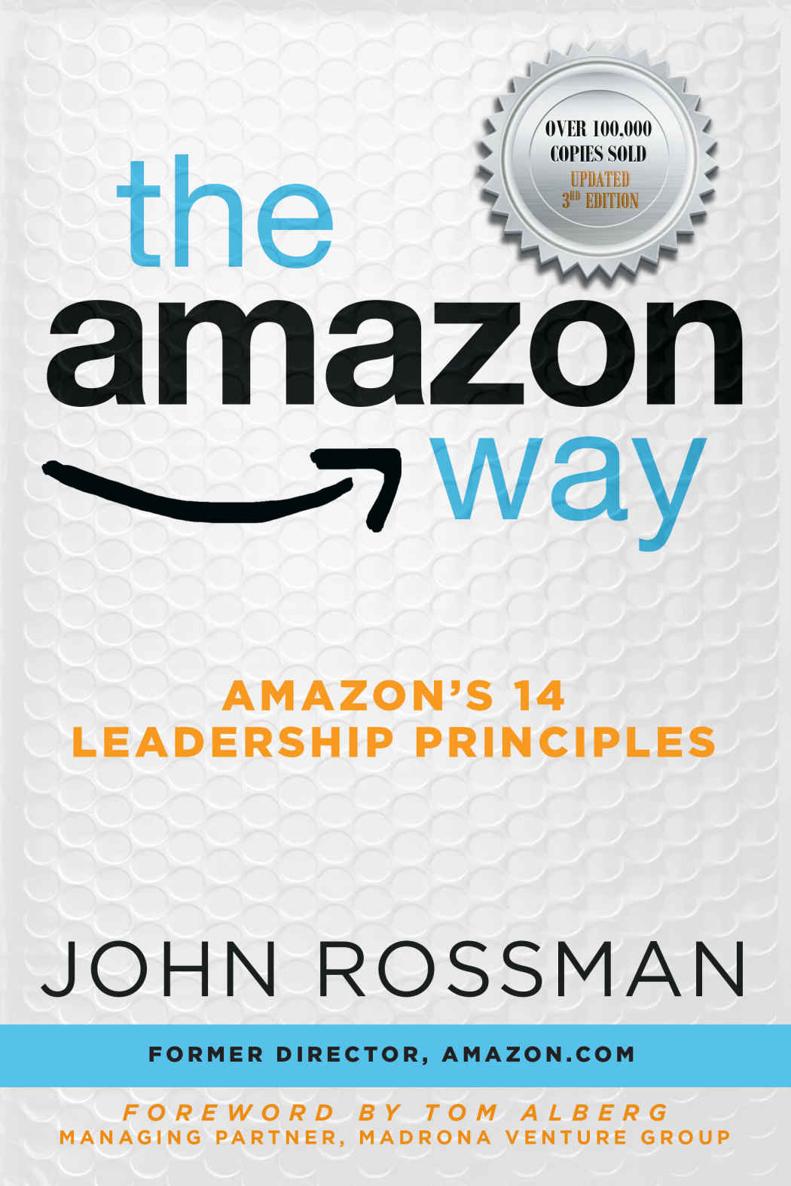 OVER 100,000
COPIES SOLD
UPDATED
3RD EDITION
the
amazon
way
AMAZON'S 14
LEADERSHIP PRINCIPLES
JOHN ROSSMAN
FORMER DIRECTOR, AMAZON.COM
FOREWORD BY TOM ALBERG
MANAGING PARTNER, MADRONA VENTURE GROUP